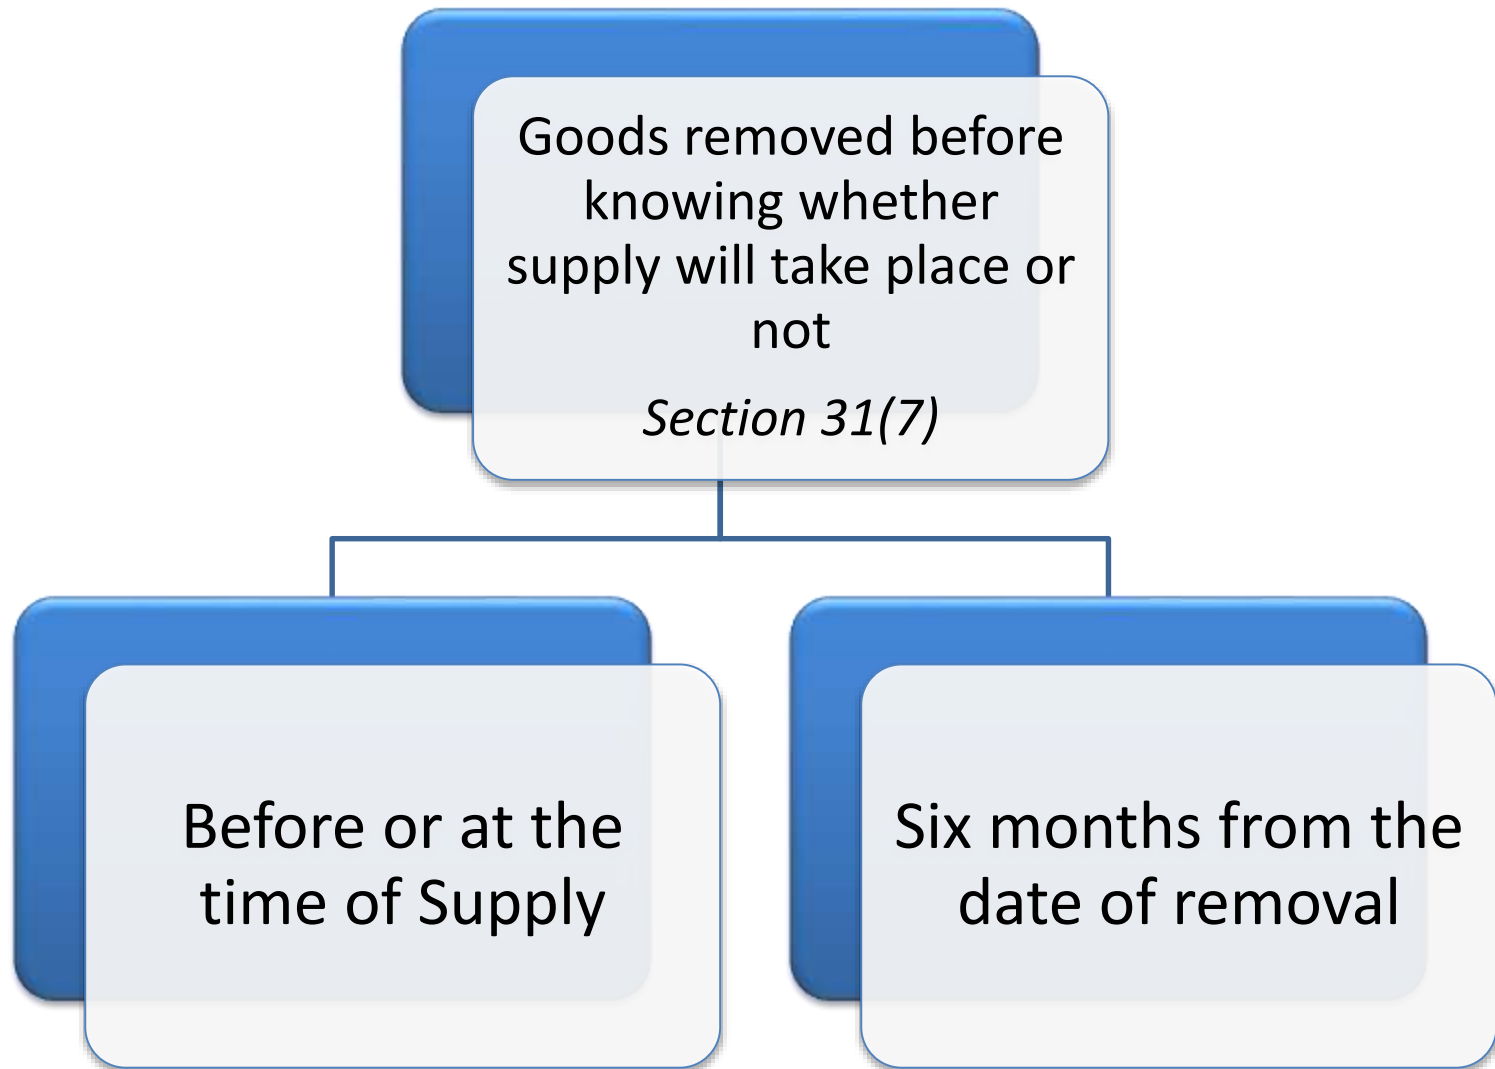 Goods removed before
knowing whether
supply will take place or
not
Section 31(7)
Before or at the
time of Supply
Six months from the
date of removal